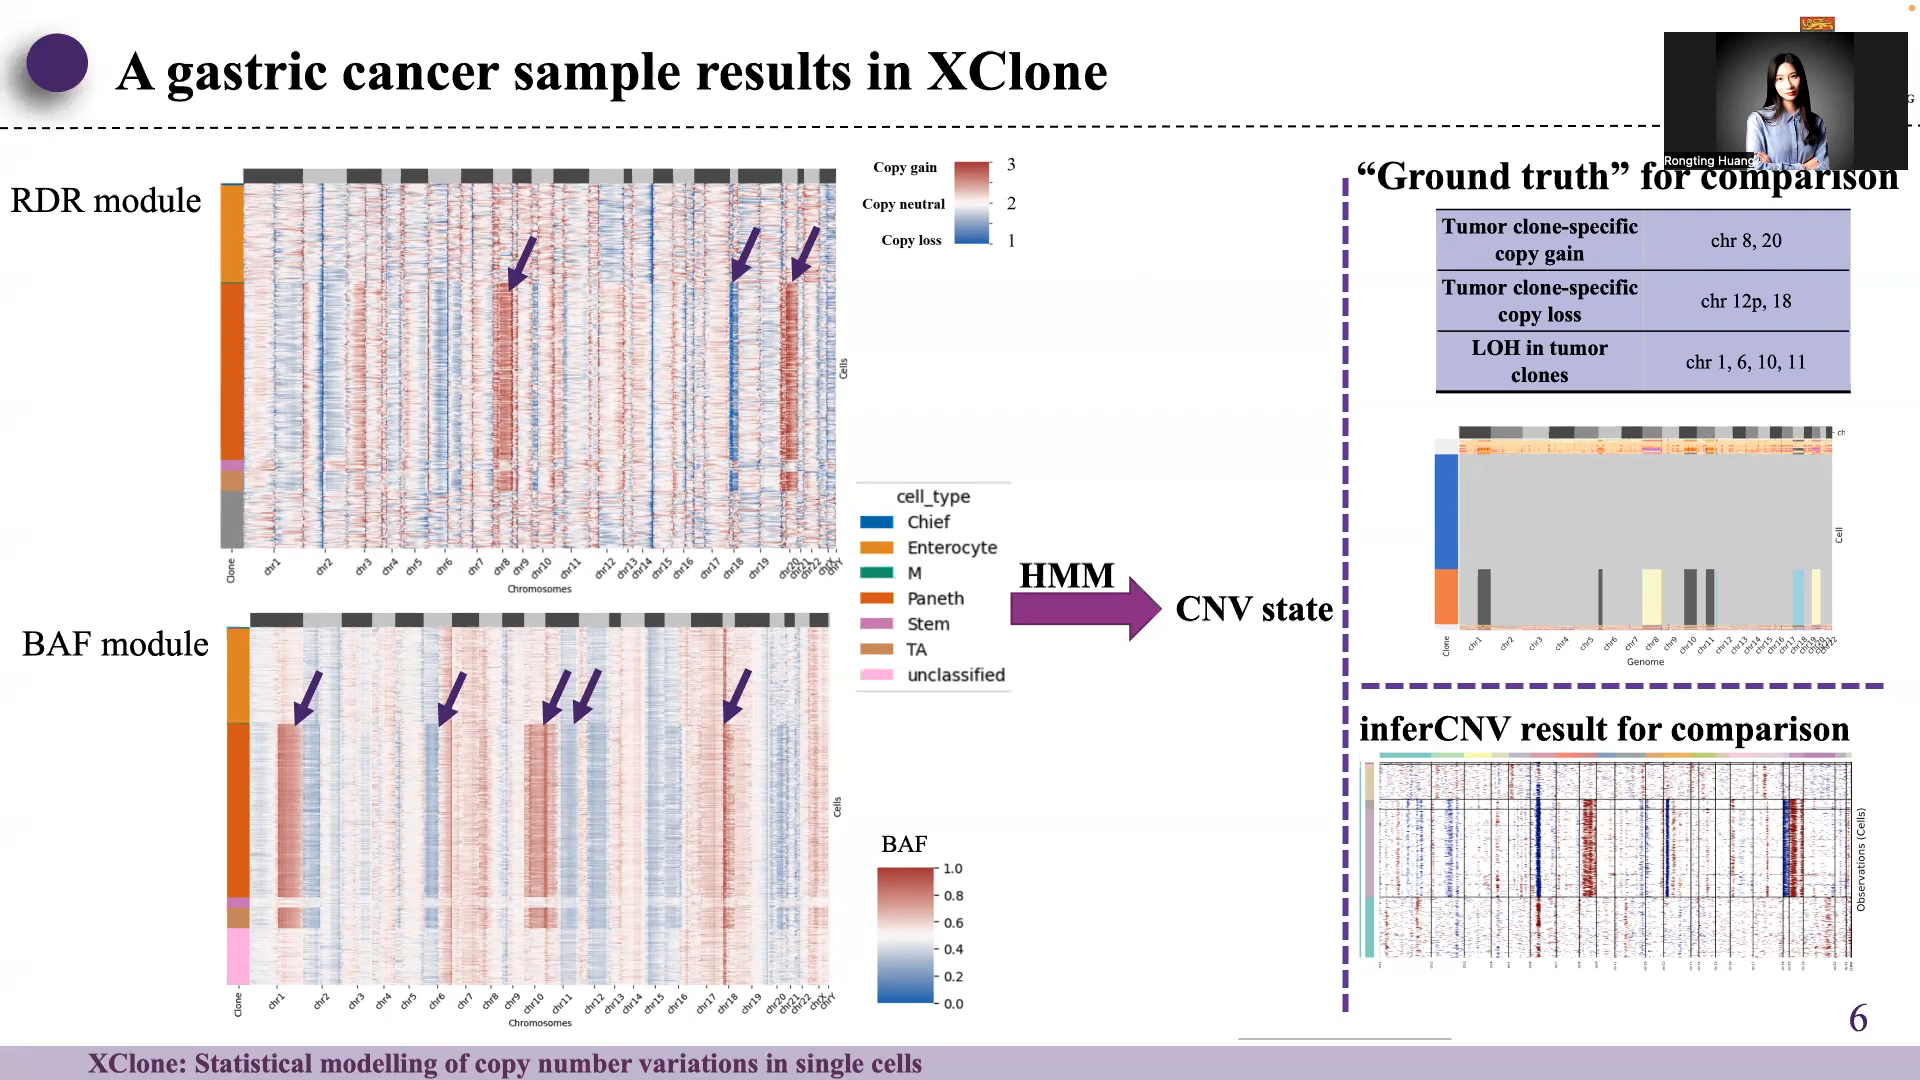 A gastric cancer sample results in XClone
G
Rongting Huang
RDR module
Copy gain
3
Copy neutral
2
Copy loss
1
Cells
Clone
chr1
chr2
chr3
chr4
chr5
chr6
chr7
chr8
chr9
chr10
chr11
chr12
chr13
chr14
chr15
chr16
chr17
chr18
chr19
chr20
chr21
chr22
chrX
chrY
Chromosomes
BAF module
Cells
Clone
chr1
chr2
chr3
chr4
chr5
chr6
chr7
chr8
chr9
chr10
chr11
chr12
chr13
chr14
chr15
chr16
chr17
chr18
chr19
chr20
chr21
chr22
chrX
chrY
Chromosomes
cell_type
Chief
Enterocyte
M
Paneth
Stem
TA
unclassified
BAF
1.0
0.8
0.6
0.4
0.2
0.0
HMM
CNV state
“Ground truth” for comparison
Tumor clone-specific
copy gain
chr 8, 20
Tumor clone-specific
copy loss
chr 12p, 18
LOH in tumor
clones
chr 1, 6, 10, 11
ch
Cell
Clone
chr1
chr2
chr3
chr4
chr5
chr6
chr7
chr8
chr9
chr10
chr11
chr12
chr13
chr14
chr15
chr16
chr17
chr18
chr19
chr22
Genome
inferCNV result for comparison
Observations (Cells)
6
XClone: Statistical modelling of copy number variations in single cells